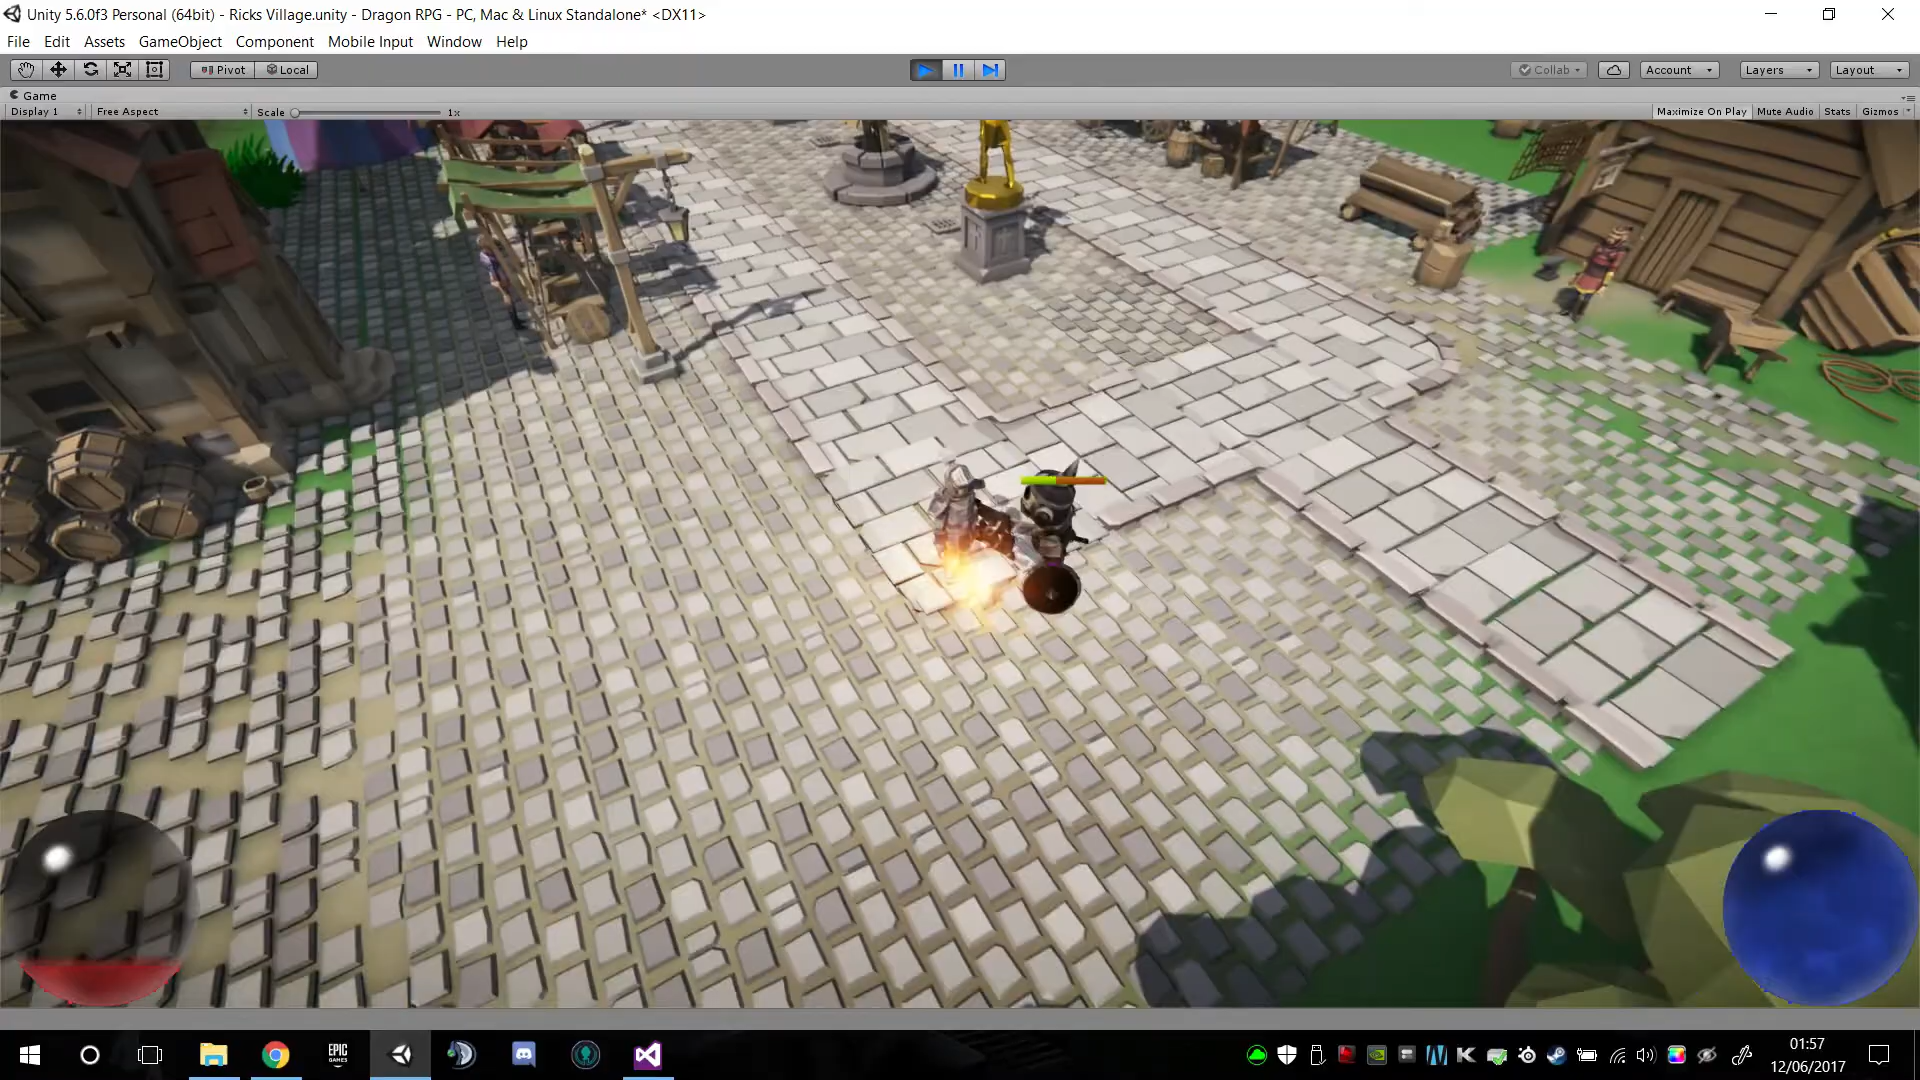 Unity 5.6.0f3 Personal (64bit) - Ricks Village.unity - Dragon RPG - PC, Mac & Linux Standalone* <DX11>
File Edit Assets GameObject Component Mobile Input Window Help
Pivot Local Collab Account Layers Layout
Game
Display 1 Free Aspect Scale 1x Maximize On Play Mute Audio Stats Gizmos
EPIC GAMES
01:57
12/06/2017